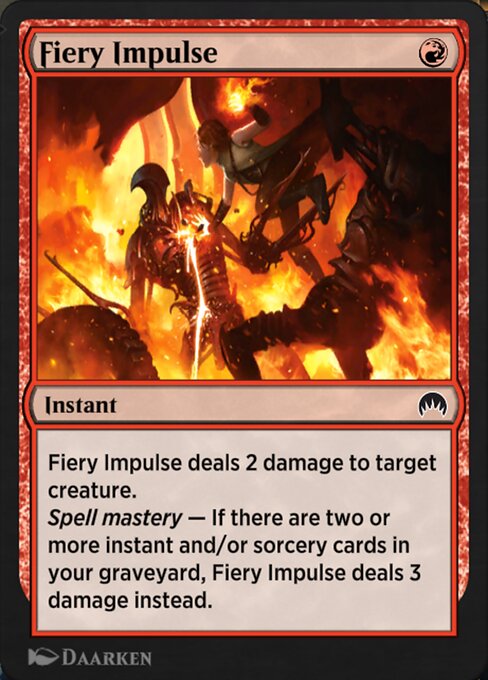 Fiery Impulse
Instant
Fiery Impulse deals 2 damage to target
creature.
Spell mastery — If there are two or
more instant and/or sorcery cards in
your graveyard, Fiery Impulse deals 3
damage instead.
Daarken